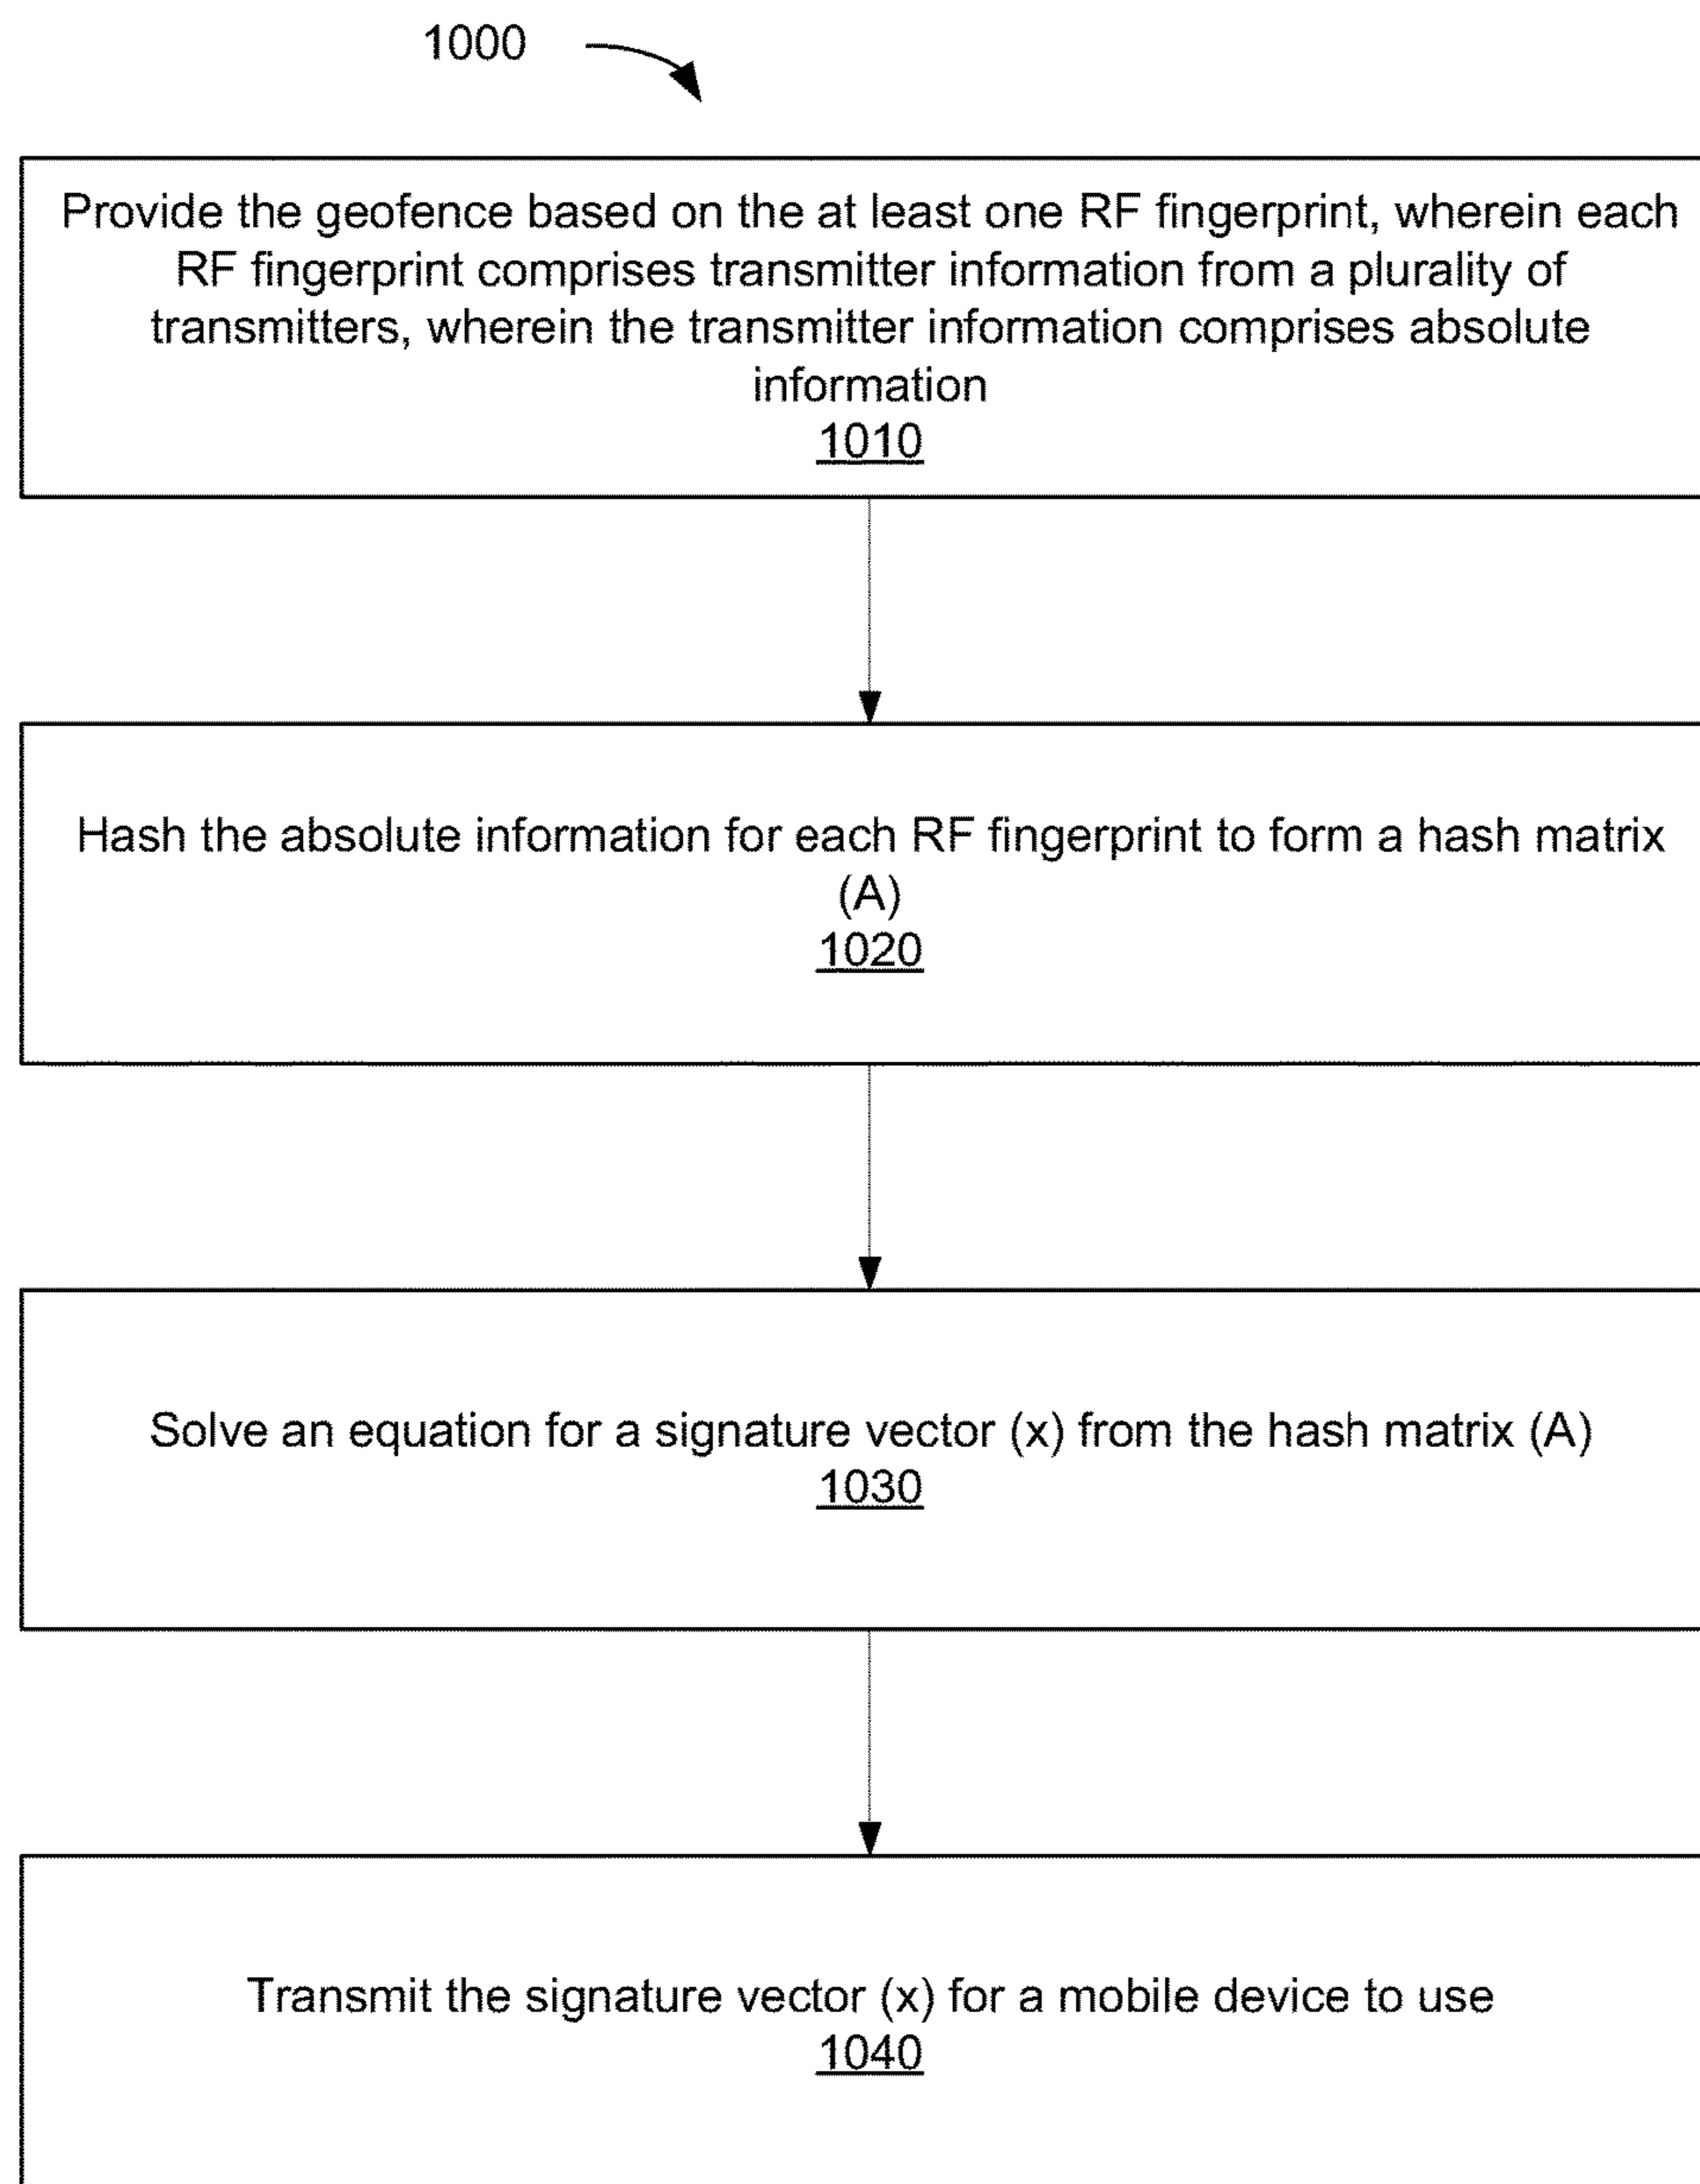 1000
Provide the geofence based on the at least one RF fingerprint, wherein each
RF fingerprint comprises transmitter information from a plurality of
transmitters, wherein the transmitter information comprises absolute
information
1010
Hash the absolute information for each RF fingerprint to form a hash matrix
(A)
1020
Solve an equation for a signature vector (x) from the hash matrix (A)
1030
Transmit the signature vector (x) for a mobile device to use
1040